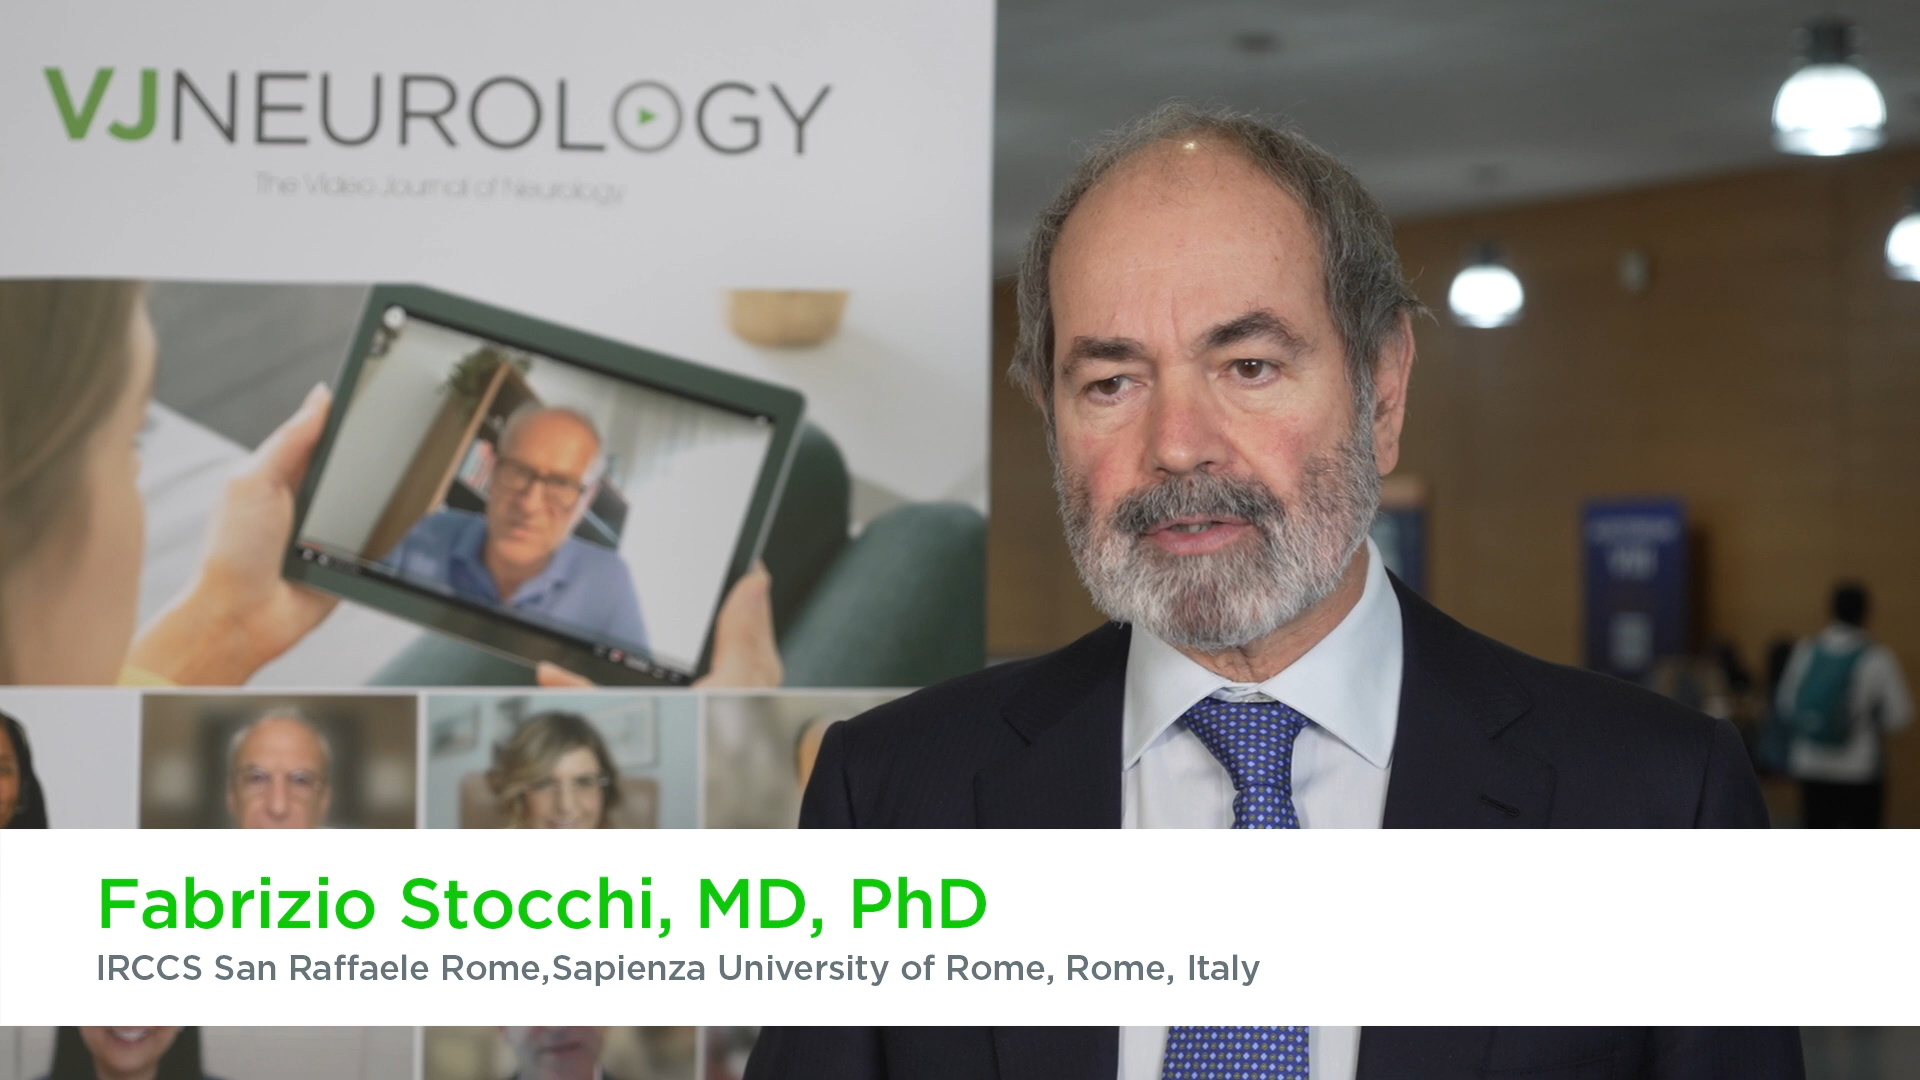 VJNEUROLOGY
The Video Journal of Neurology
Fabrizio Stocchi, MD, PhD
IRCCS San Raffaele Rome,Sapienza University of Rome, Rome, Italy